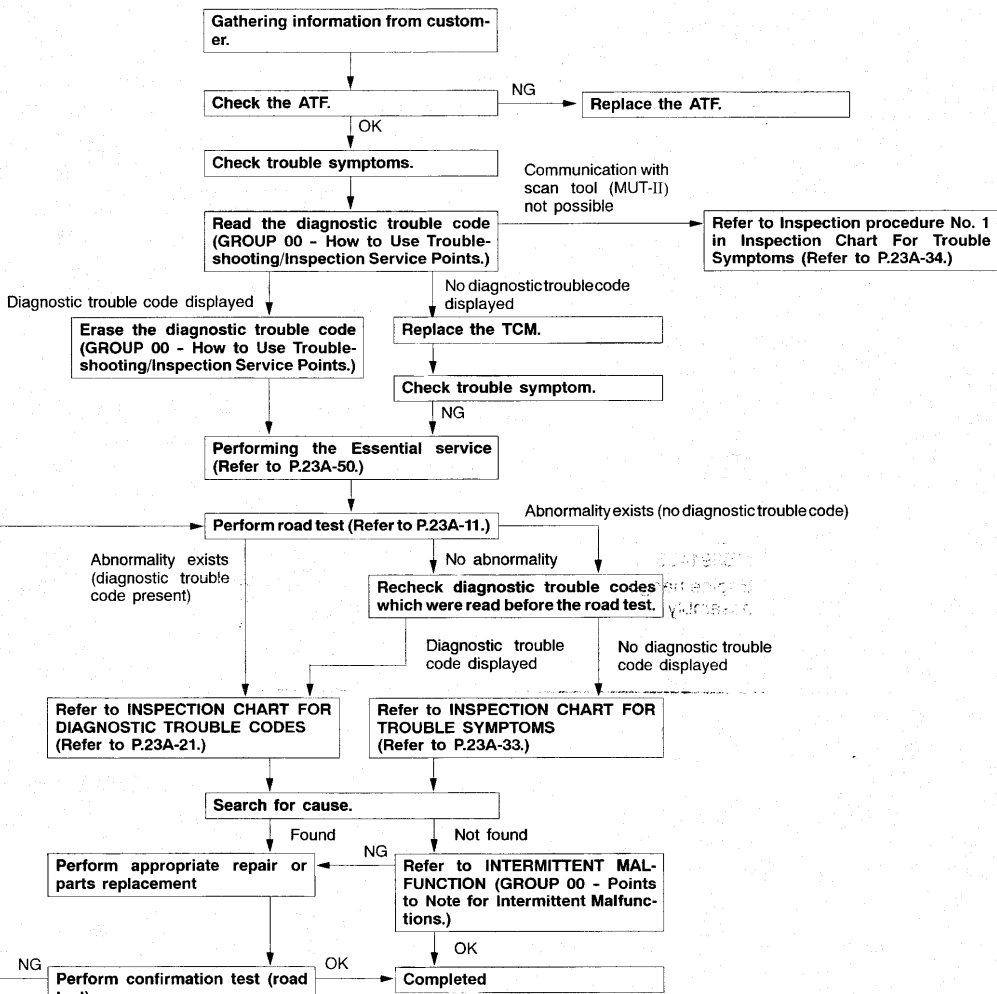 Gathering information from custom-
er.
Check the ATF.
NG
Replace the ATF.
OK
Check trouble symptoms.
Communication with
scan tool (MUT-II)
not possible
Read the diagnostic trouble code
(GROUP 00 - How to Use Trouble-
shooting/Inspection Service Points.)
Refer to Inspection procedure No. 1
in Inspection Chart For Trouble
Symptoms (Refer to P.23A-34.)
Diagnostic trouble code displayed
No diagnostic trouble code
displayed
Erase the diagnostic trouble code
(GROUP 00 - How to Use Trouble-
shooting/Inspection Service Points.)
Replace the TCM.
Check trouble symptom.
NG
Performing the Essential service
(Refer to P.23A-50.)
Perform road test (Refer to P.23A-11.)
Abnormality exists (no diagnostic trouble code)
Abnormality exists
(diagnostic trouble
code present)
No abnormality
Recheck diagnostic trouble codes
which were read before the road test.
Diagnostic trouble
code displayed
No diagnostic trouble
code displayed
Refer to INSPECTION CHART FOR
DIAGNOSTIC TROUBLE CODES
(Refer to P.23A-21.)
Refer to INSPECTION CHART FOR
TROUBLE SYMPTOMS
(Refer to P.23A-33.)
Search for cause.
Found
Not found
Perform appropriate repair or
parts replacement
NG
Refer to INTERMITTENT MAL-
FUNCTION (GROUP 00 - Points
to Note for Intermittent Malfunc-
tions.)
OK
NG
Perform confirmation test (road
OK
Completed